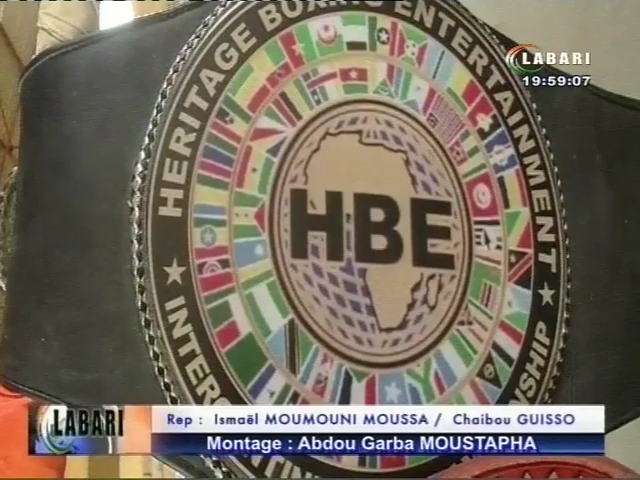 HERITAGE BOXING ENTERTAINMENT
LABARI
19:59:07
HBE
LABARI
Rep : Ismaël MOUMOUNI MOUSSA / Chaibou GUISSO
Montage : Abdou Garba MOUSTAPHA